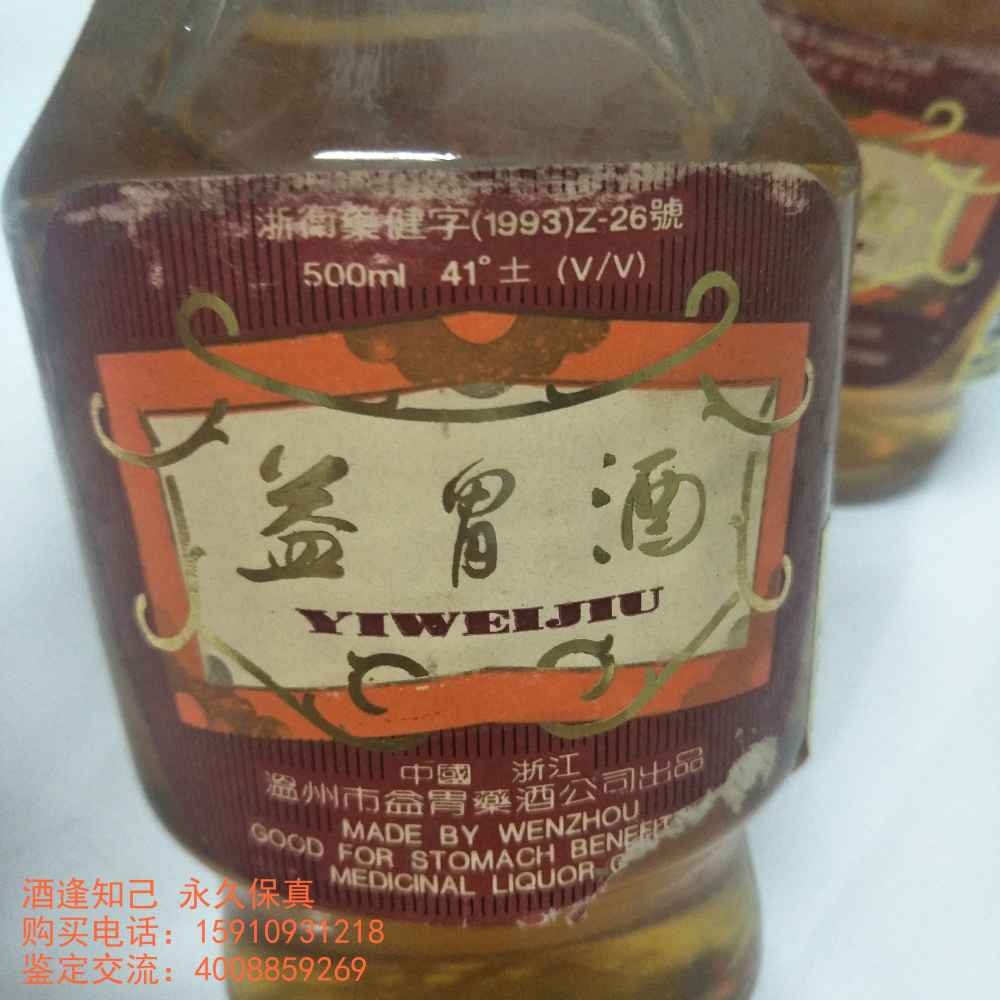 浙衛藥健字(1993)Z-26號
500ml 41°土 (V/V)
益胃酒
YIWEIJIU
中國 浙江
溫州市益胃藥酒公司出品
MADE BY WENZHOU
GOOD FOR STOMACH BENEFIT
MEDICINAL LIQUOR
酒逢知己 永久保真
购买电话：15910931218
鉴定交流：4008859269